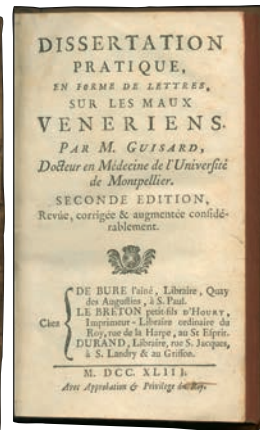 DISSERTATION
PRATIQUE,
EN FORME DE LETTRES,
SUR LES MAUX
VENERIENS.
PAR M. GUISARD,
Docteur en Médecine de l'Université
de Montpellier.
SECONDE EDITION,
Revûe, corrigée & augmentée considé-
rablement.
Chez
DE BURE l'aîné, Libraire, Quay
des Augustins, à S. Paul.
LE BRETON petit-fils D'HOURY,
Imprimeur-Libraire ordinaire du
Roy, rue de la Harpe, au St Esprit.
DURAND, Libraire, rue S. Jacques,
à S. Landry & au Griffon.
M. DCC. XLIII.
Avec Approbation & Privilege du Roy.